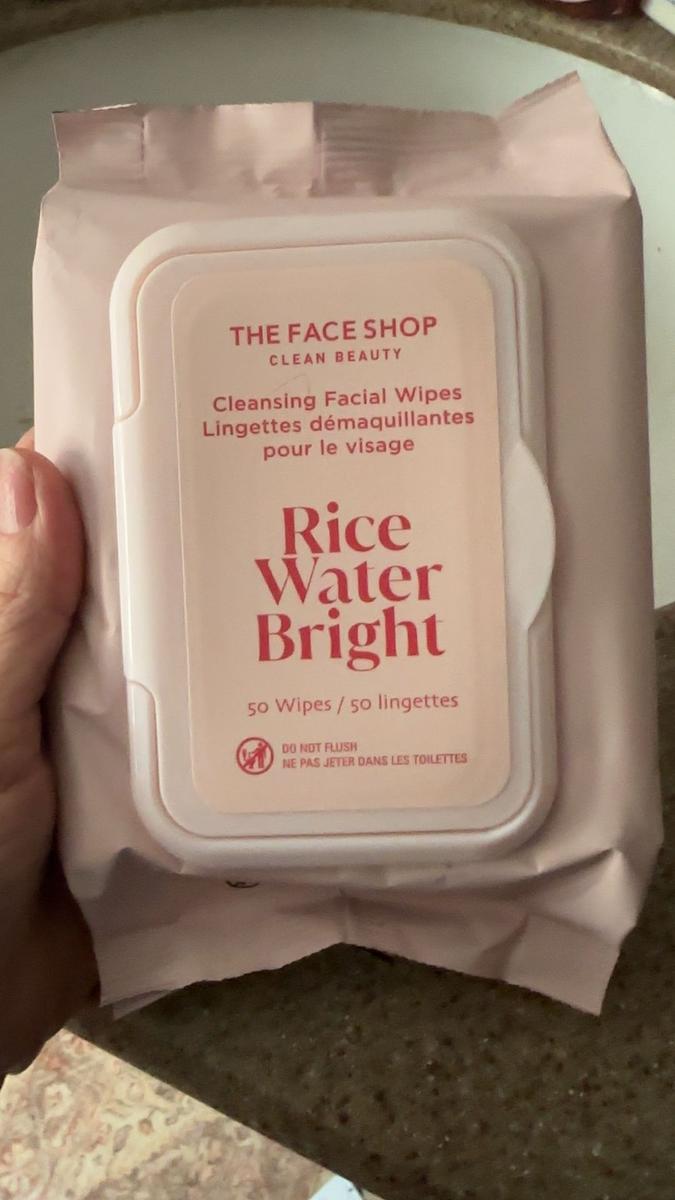 THE FACE SHOP
CLEAN BEAUTY
Cleansing Facial Wipes
Lingettes démaquillantes
pour le visage
Rice
Water
Bright
50 Wipes / 50 lingettes
DO NOT FLUSH
NE PAS JETER DANS LES TOILETTES